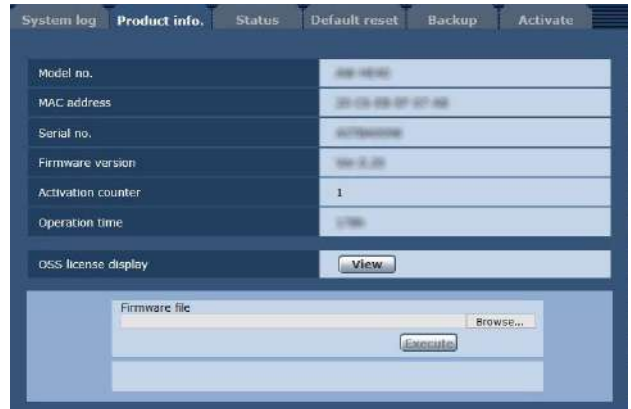 System log Product info. Status Default reset Backup Activate
Model no.
MAC address
Serial no.
Firmware version
Activation counter 1
Operation time
OSS license display View
Firmware file
Browse...
Execute